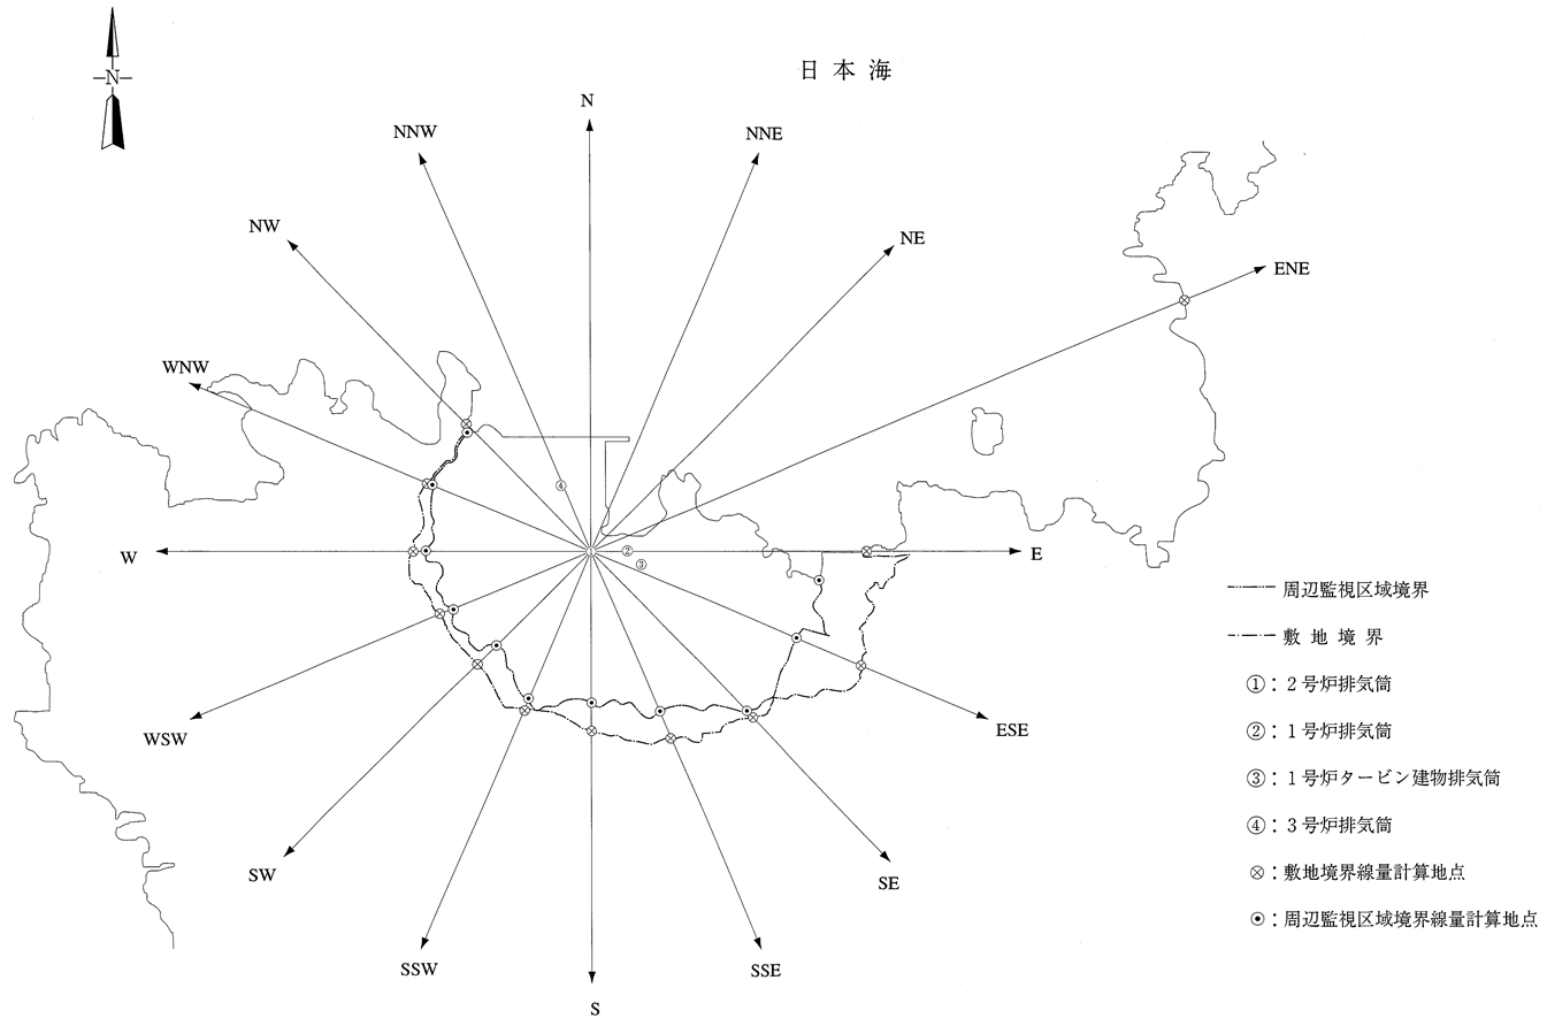 N
日本海
N
NNW
NNE
NW
NE
ENE
WNW
④
W
①
②
E
③
WSW
ESE
SW
SE
SSW
SSE
S
周辺監視区域境界
敷地境界
①：2号炉排気筒
②：1号炉排気筒
③：1号炉タービン建物排気筒
④：3号炉排気筒
⊗：敷地境界線量計算地点
⊙：周辺監視区域境界線量計算地点